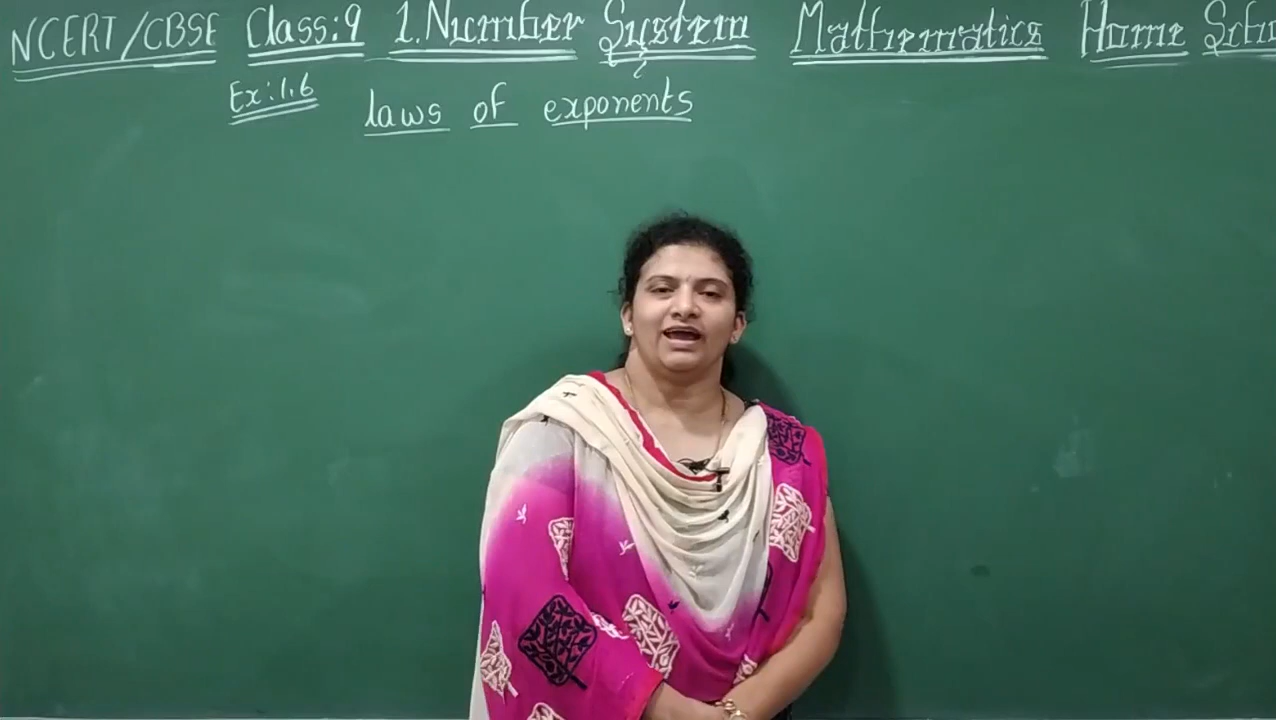 NCERT/CBSE Class:9 1.Number System Mathematics Home
Ex:1.6 laws of exponents